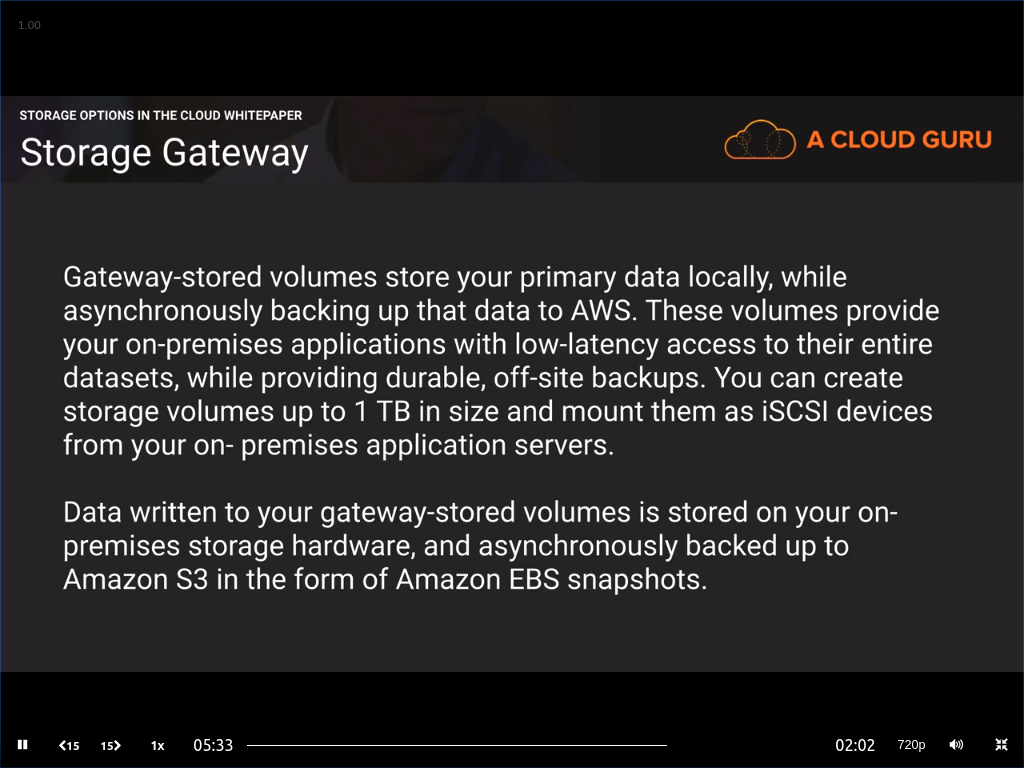 1.00
STORAGE OPTIONS IN THE CLOUD WHITEPAPER
Storage Gateway
A CLOUD GURU
Gateway-stored volumes store your primary data locally, while
asynchronously backing up that data to AWS. These volumes provide
your on-premises applications with low-latency access to their entire
datasets, while providing durable, off-site backups. You can create
storage volumes up to 1 TB in size and mount them as iSCSI devices
from your on- premises application servers.
Data written to your gateway-stored volumes is stored on your on-
premises storage hardware, and asynchronously backed up to
Amazon S3 in the form of Amazon EBS snapshots.
15 15 1x 05:33 02:02 720p